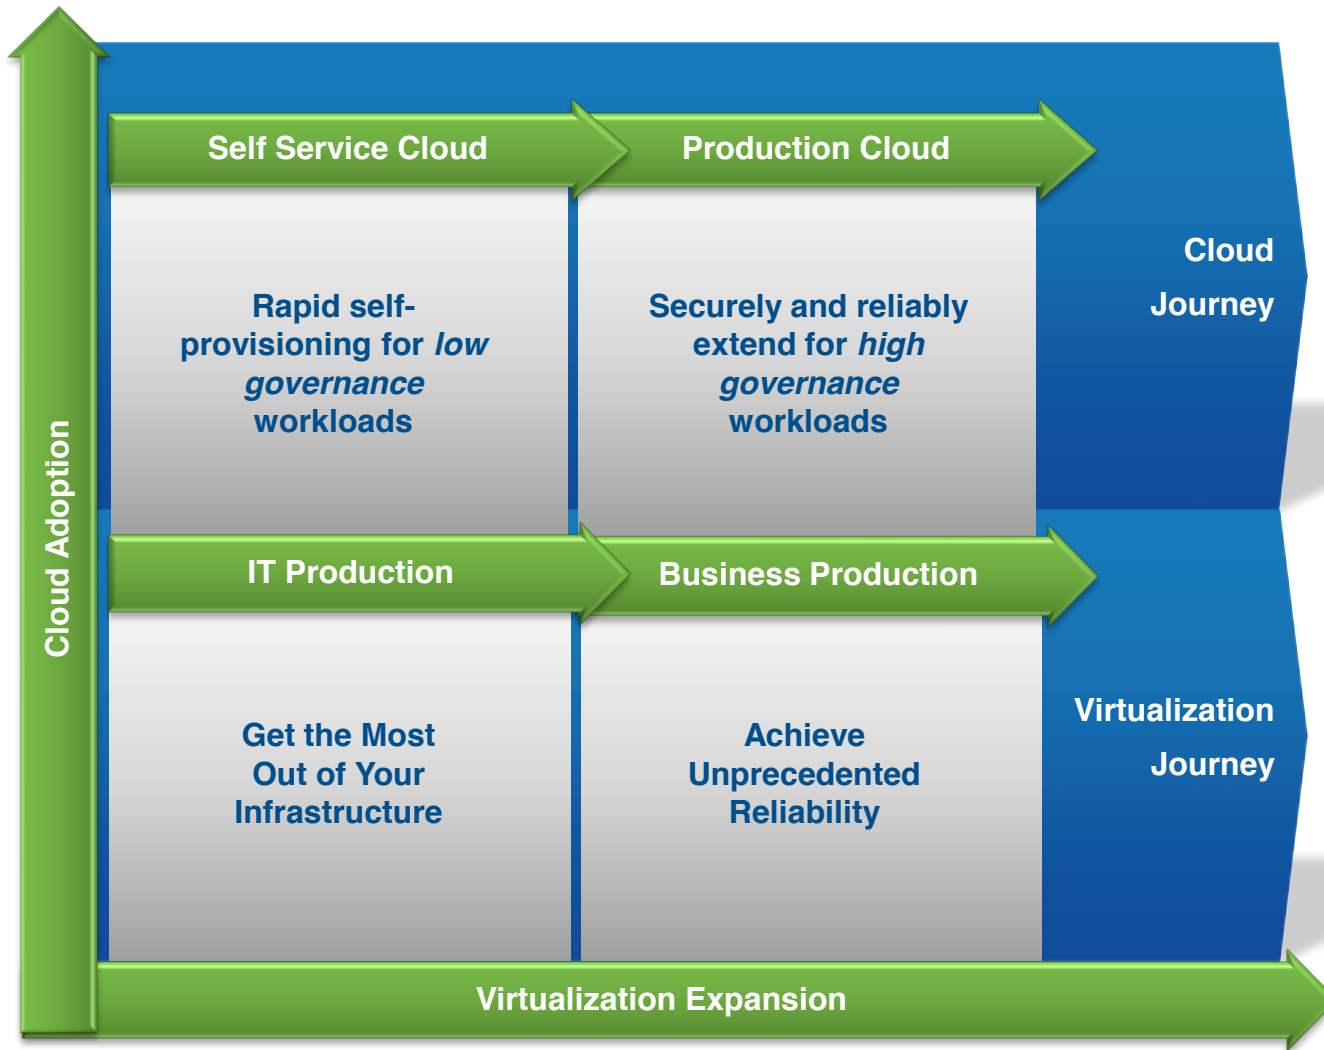 Self Service Cloud
Production Cloud
Rapid self-
provisioning for low
governance
workloads
Securely and reliably
extend for high
governance
workloads
Cloud
Journey
Cloud Adoption
IT Production
Business Production
Get the Most
Out of Your
Infrastructure
Achieve
Unprecedented
Reliability
Virtualization
Journey
Virtualization Expansion